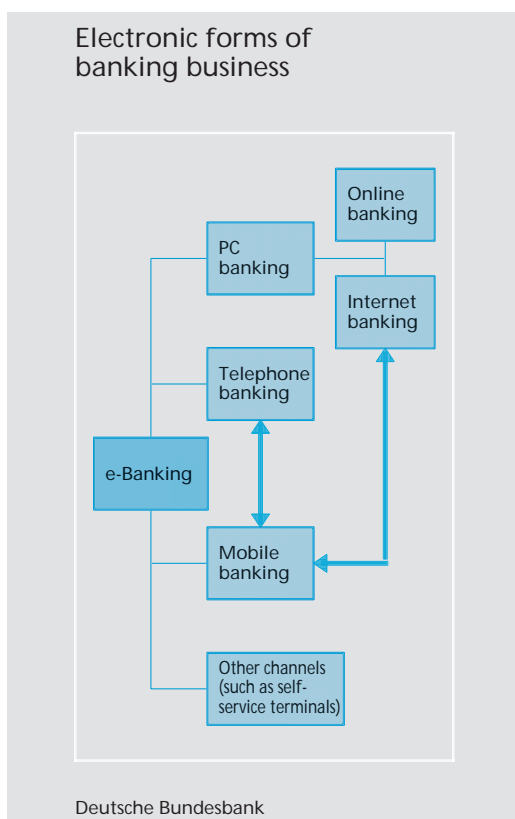 Electronic forms of
banking business
Online
banking
PC
banking
Internet
banking
Telephone
banking
e-Banking
Mobile
banking
Other channels
(such as self-
service terminals)
Deutsche Bundesbank